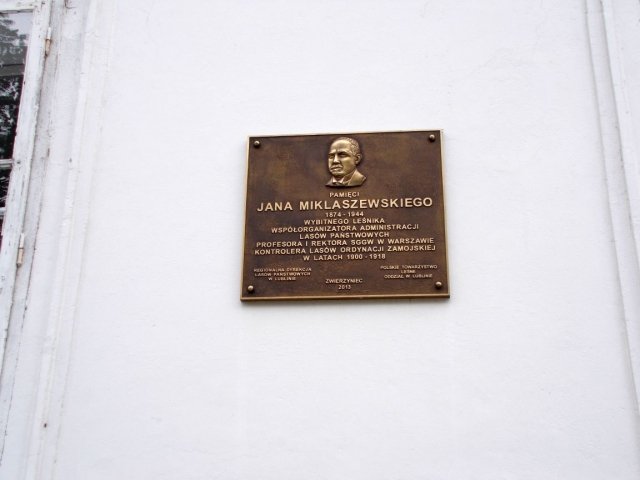 PAMIĘCI
JANA MIKLASZEWSKIEGO
1874 - 1944
WYBITNEGO LEŚNIKA
WSPÓŁORGANIZATORA ADMINISTRACJI
LASÓW PAŃSTWOWYCH
PROFESORA I REKTORA SGGW W WARSZAWIE
KONTROLERA LASÓW ORDYNACJI ZAMOJSKIEJ
W LATACH 1900 - 1918
REGIONALNA DYREKCJA
LASÓW PAŃSTWOWYCH
W LUBLINIE
POLSKIE TOWARZYSTWO
LEŚNE
ODDZIAŁ W LUBLINIE
ZWIERZYNIEC
2013